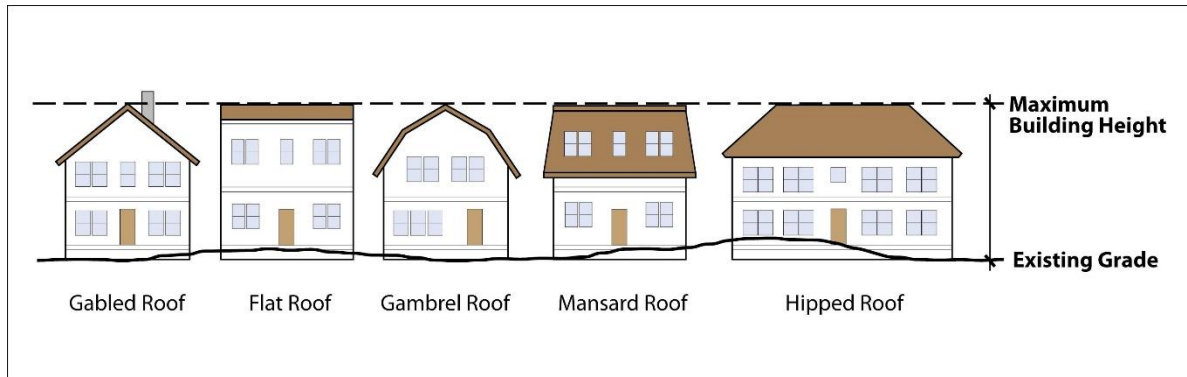 Maximum
Building Height
Existing Grade
Gabled Roof
Flat Roof
Gambrel Roof
Mansard Roof
Hipped Roof